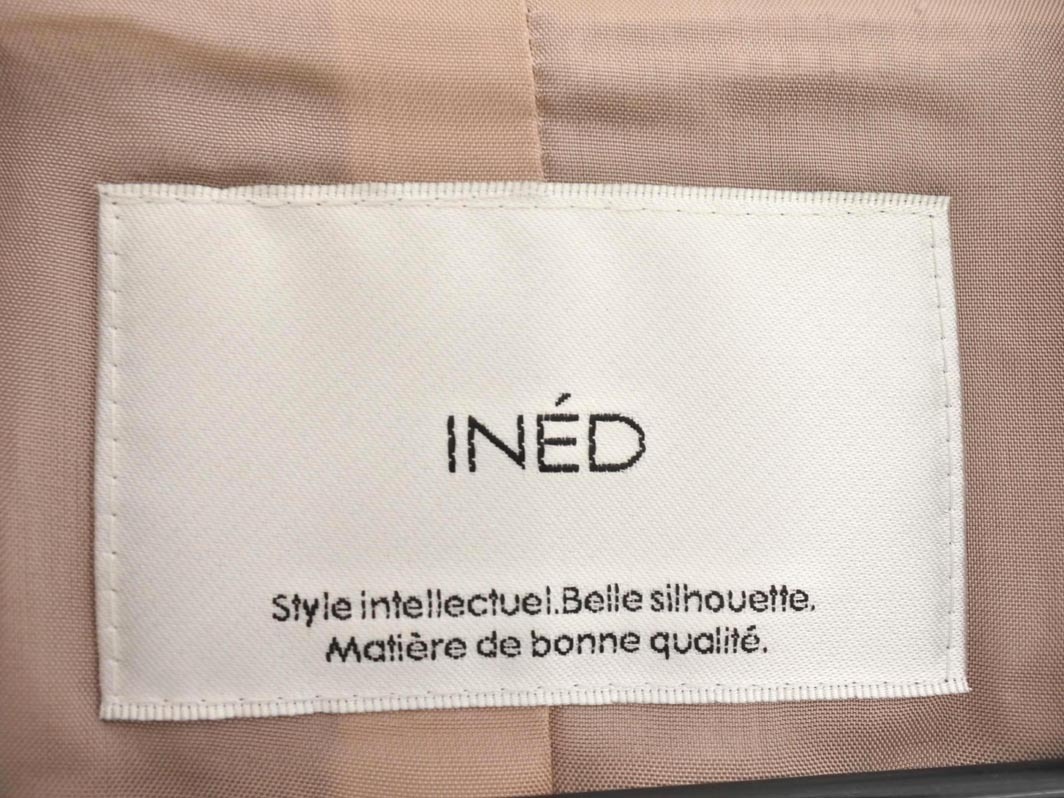 INÉD
Style intellectuel.Belle silhouette.
Matière de bonne qualité.